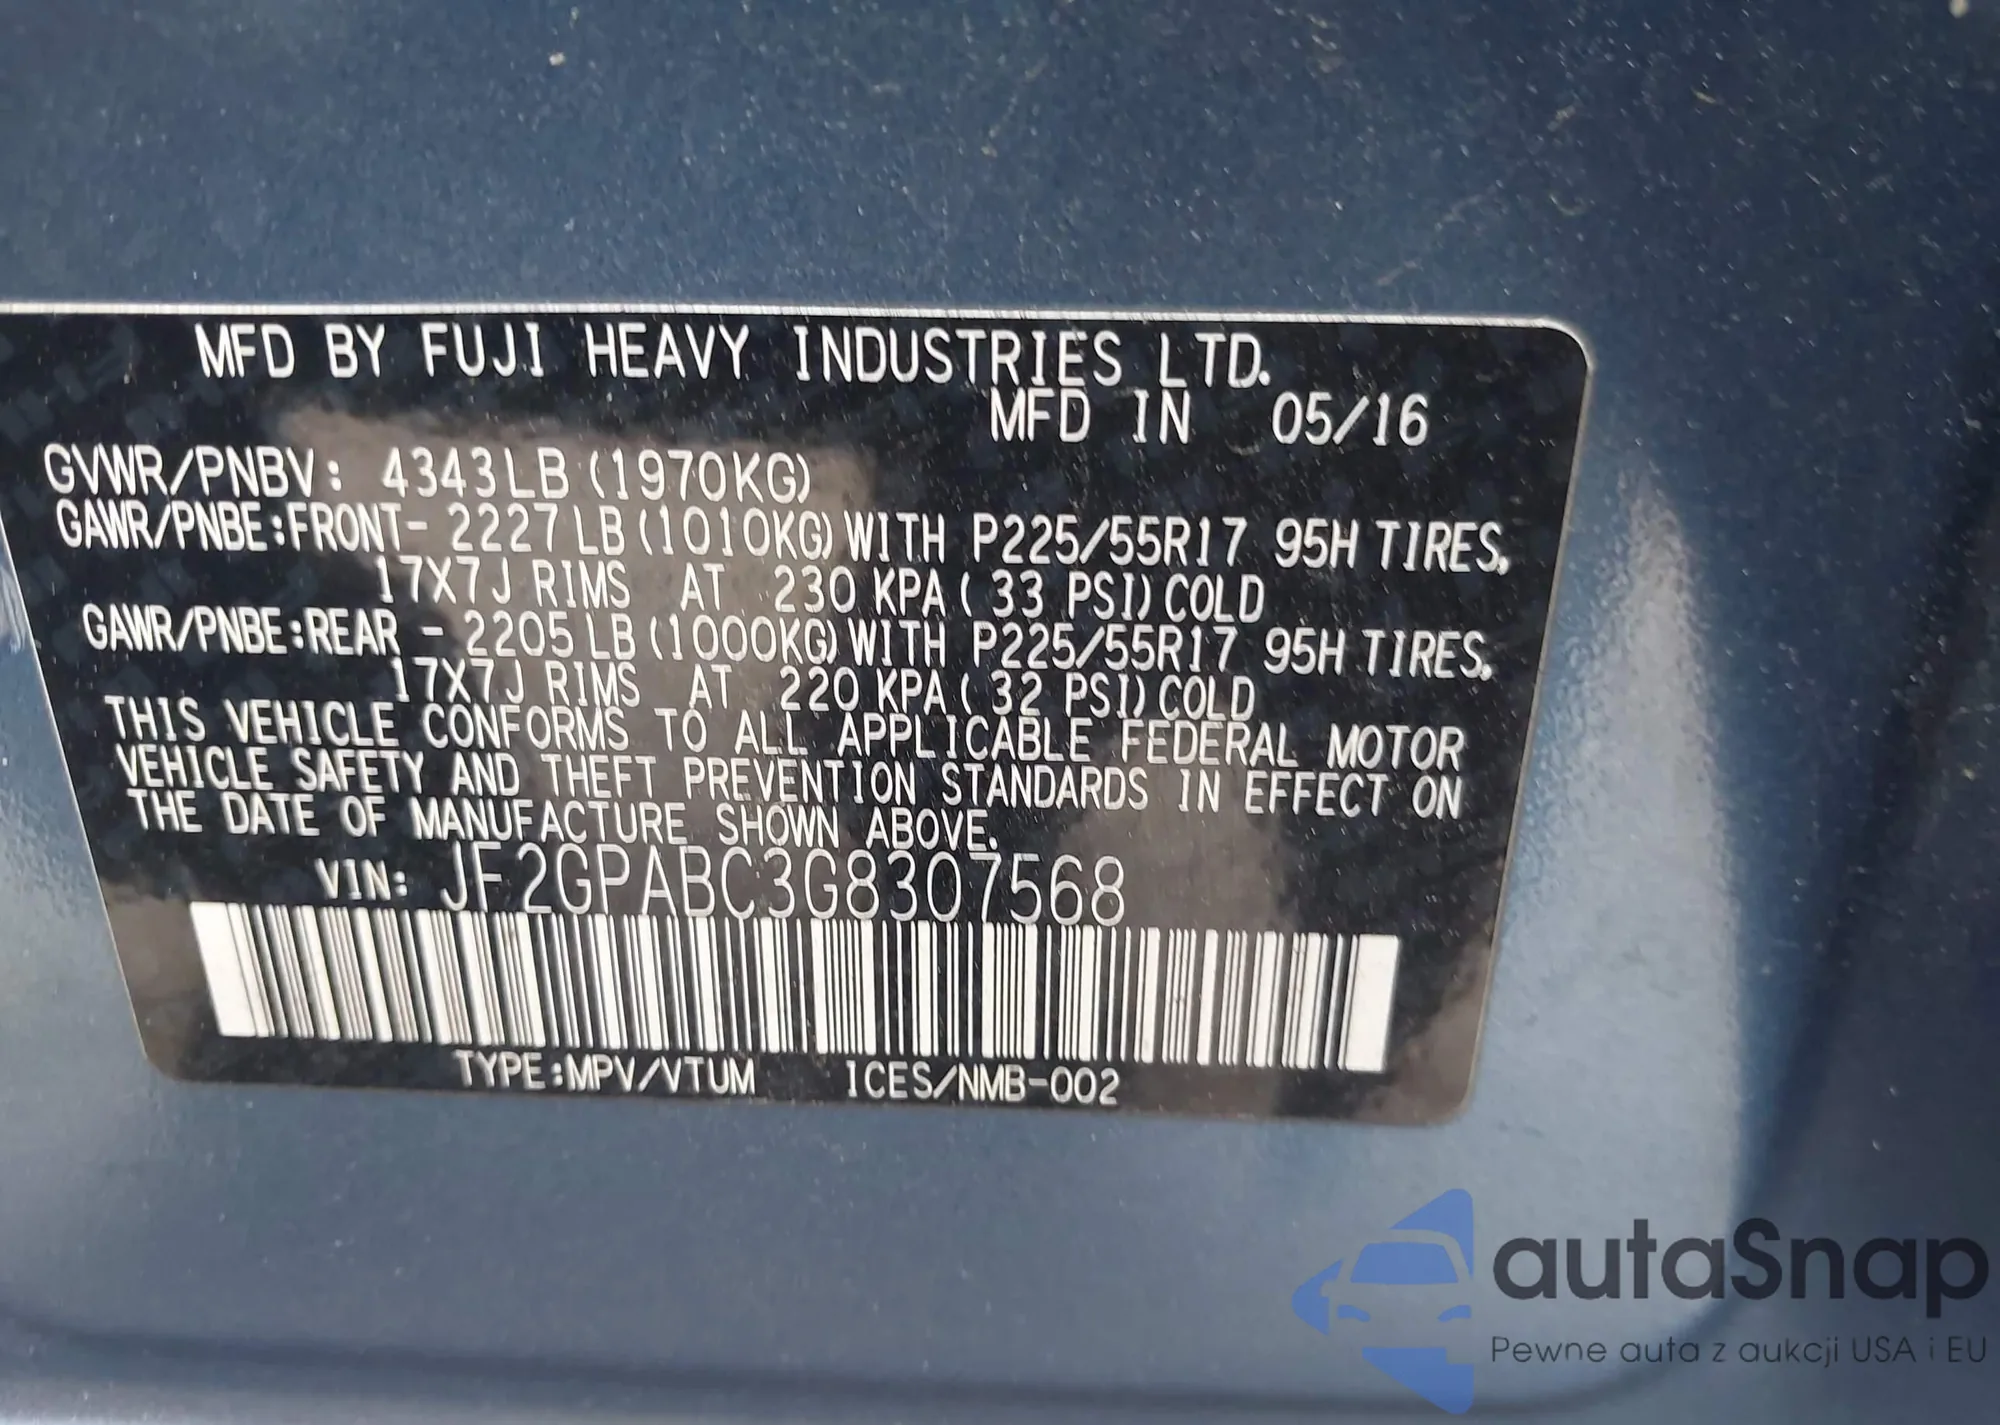 MFD BY FUJI HEAVY INDUSTRIES LTD.
MFD IN 05/16
GVWR/PNBV: 4343LB (1970KG)
GAWR/PNBE:FRONT- 2227LB(1010KG)WITH P225/55R17 95H TIRES,
17X7J RIMS AT 230 KPA( 33 PSI)COLD
GAWR/PNBE:REAR - 2205LB(1000KG)WITH P225/55R17 95H TIRES,
17X7J RIMS AT 220 KPA( 32 PSI)COLD
THIS VEHICLE CONFORMS TO ALL APPLICABLE FEDERAL MOTOR
VEHICLE SAFETY AND THEFT PREVENTION STANDARDS IN EFFECT ON
THE DATE OF MANUFACTURE SHOWN ABOVE.
VIN: JF2GPABC3G8307568
TYPE:MPV/VTUM ICES/NMB-002
autaSnap
Pewne auta z aukcji USA i EU